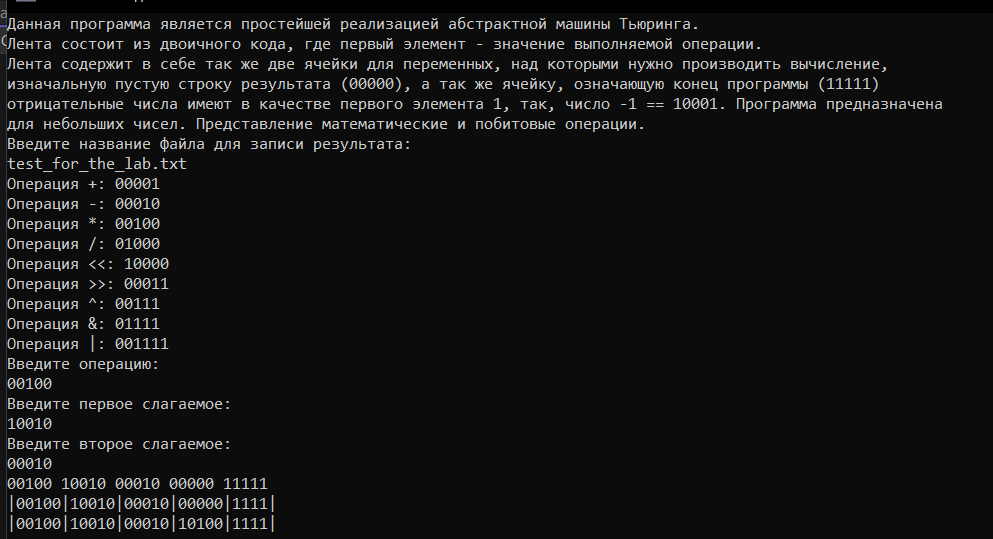 Данная программа является простейшей реализацией абстрактной машины Тьюринга.
Лента состоит из двоичного кода, где первый элемент - значение выполняемой операции.
Лента содержит в себе так же две ячейки для переменных, над которыми нужно производить вычисление,
изначальную пустую строку результата (00000), а так же ячейку, означающую конец программы (11111)
отрицательные числа имеют в качестве первого элемента 1, так, число -1 == 10001. Программа предназначена
для небольших чисел. Представление математические и побитовые операции.
Введите название файла для записи результата:
test_for_the_lab.txt
Операция +: 00001
Операция -: 00010
Операция *: 00100
Операция /: 01000
Операция <<: 10000
Операция >>: 00011
Операция ^: 00111
Операция &: 01111
Операция |: 001111
Введите операцию:
00100
Введите первое слагаемое:
10010
Введите второе слагаемое:
00010
00100 10010 00010 00000 11111
|00100|10010|00010|00000|1111|
|00100|10010|00010|10100|1111|